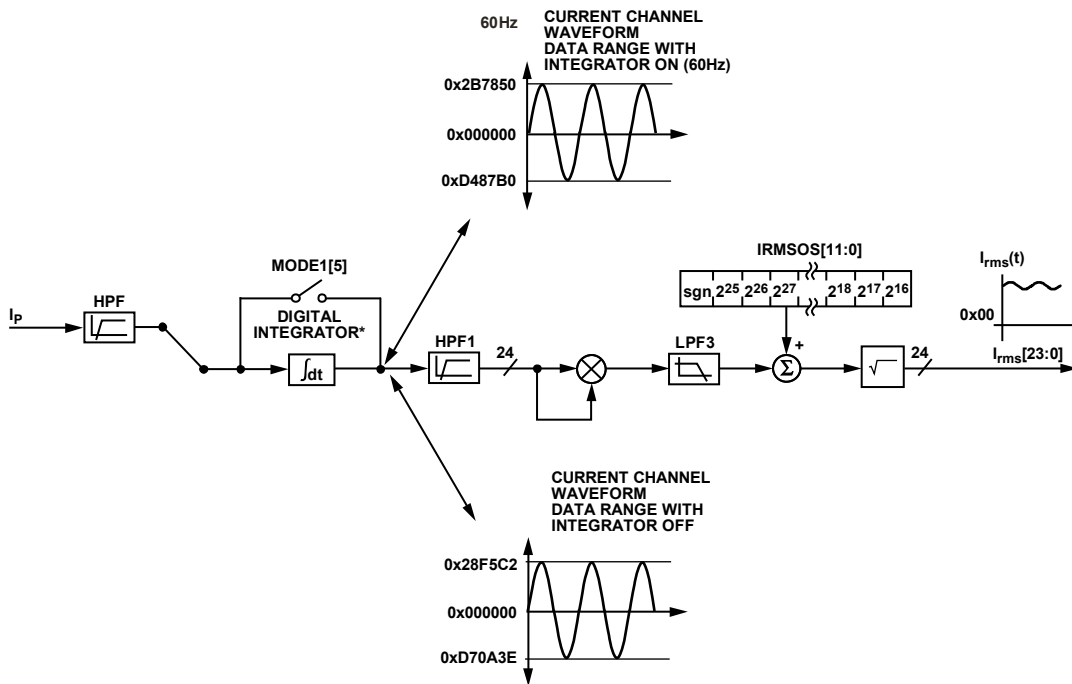 60Hz
CURRENT CHANNEL
WAVEFORM
DATA RANGE WITH
INTEGRATOR ON (60Hz)
0x2B7850
0x000000
0xD487B0
MODE1[5]
HPF
IP
DIGITAL
INTEGRATOR*
∫dt
HPF1
24
LPF3
IRMSOS[11:0]
sgn 2^25 2^26 2^27 2^18 2^17 2^16
+
Σ
√
24
Irms(t)
0x00
Irms[23:0]
CURRENT CHANNEL
WAVEFORM
DATA RANGE WITH
INTEGRATOR OFF
0x28F5C2
0x000000
0xD70A3E